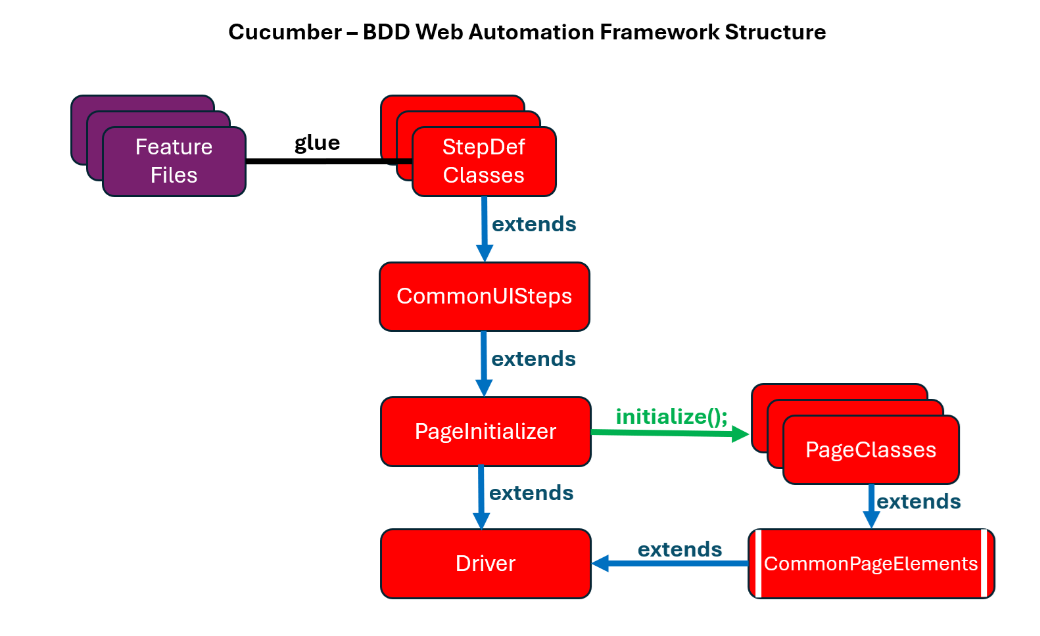 Cucumber – BDD Web Automation Framework Structure
Feature
Files
glue
StepDef
Classes
extends
CommonUISteps
extends
PageInitializer
initialize();
PageClasses
extends
extends
Driver
extends
CommonPageElements